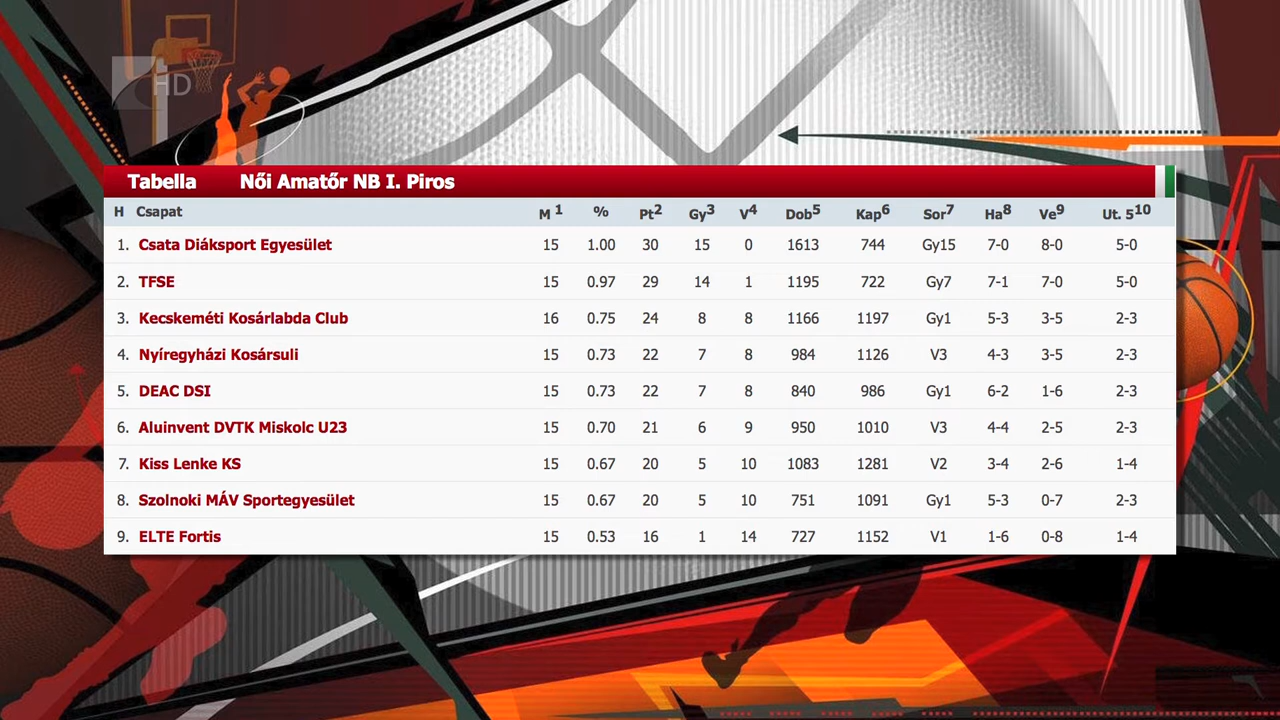 HD
Tabella Női Amatőr NB I. Piros
H Csapat M 1 % Pt2 Gy3 V4 Dob5 Kap6 Sor7 Ha8 Ve9 Ut. 510
1. Csata Diáksport Egyesület 15 1.00 30 15 0 1613 744 Gy15 7-0 8-0 5-0
2. TFSE 15 0.97 29 14 1 1195 722 Gy7 7-1 7-0 5-0
3. Kecskeméti Kosárlabda Club 16 0.75 24 8 8 1166 1197 Gy1 5-3 3-5 2-3
4. Nyíregyházi Kosársuli 15 0.73 22 7 8 984 1126 V3 4-3 3-5 2-3
5. DEAC DSI 15 0.73 22 7 8 840 986 Gy1 6-2 1-6 2-3
6. Aluinvent DVTK Miskolc U23 15 0.70 21 6 9 950 1010 V3 4-4 2-5 2-3
7. Kiss Lenke KS 15 0.67 20 5 10 1083 1281 V2 3-4 2-6 1-4
8. Szolnoki MÁV Sportegyesület 15 0.67 20 5 10 751 1091 Gy1 5-3 0-7 2-3
9. ELTE Fortis 15 0.53 16 1 14 727 1152 V1 1-6 0-8 1-4